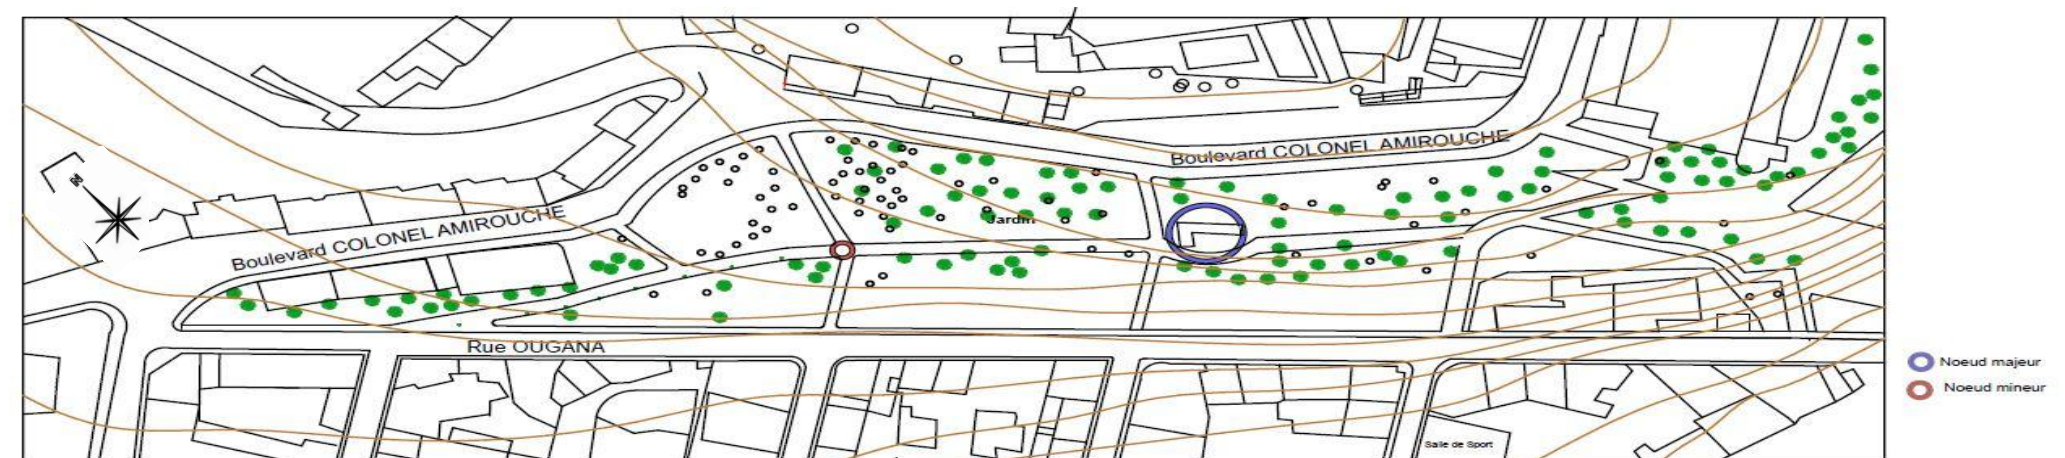 Boulevard COLONEL AMIROUCHE
Jardin
N
Boulevard COLONEL AMIROUCHE
Rue OUGANA
Noeud majeur
Noeud mineur
Salle de Sport